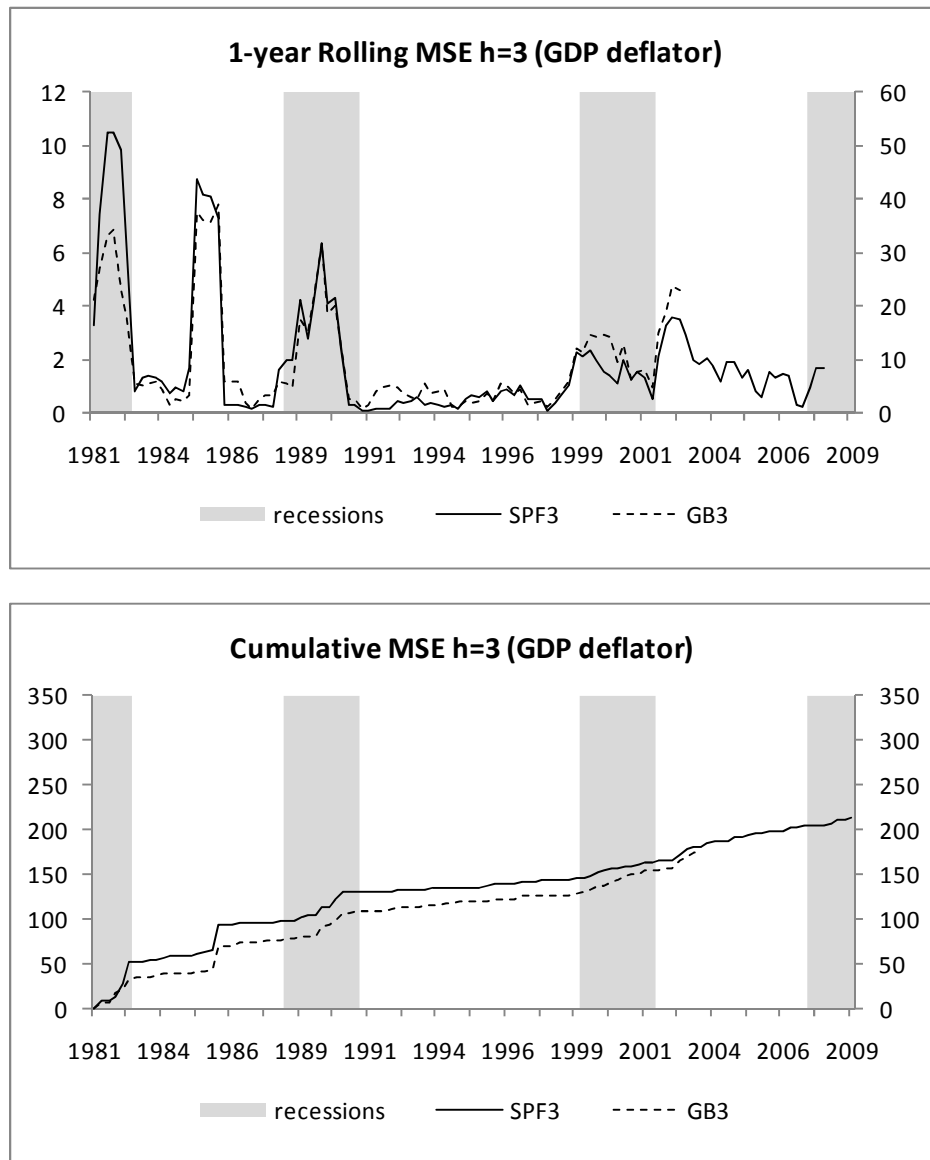 1-year Rolling MSE h=3 (GDP deflator)
12 60
10 50
8 40
6 30
4 20
2 10
0 0
1981 1984 1986 1989 1991 1994 1996 1999 2001 2004 2006 2009
recessions SPF3 GB3
Cumulative MSE h=3 (GDP deflator)
350 350
300 300
250 250
200 200
150 150
100 100
50 50
0 0
1981 1984 1986 1989 1991 1994 1996 1999 2001 2004 2006 2009
recessions SPF3 GB3